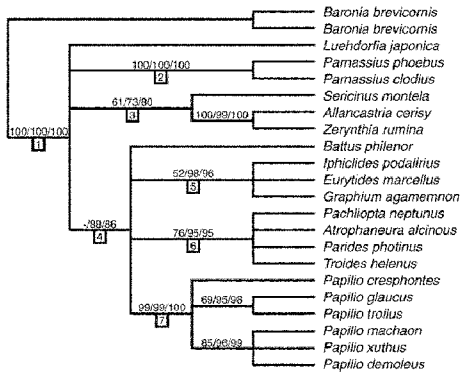 Baronia brevicornis
Baronia brevicornis
Luehdorfia japonica
100/100/100
Parnassius phoebus
2
Parnassius clodius
Sericinus montela
61/73/80
3
100/99/100
Allancastria cerisy
Zerynthia rumina
100/100/100
1
Battus philenor
Iphiclides podalirius
52/98/96
5
Eurytides marcellus
Graphium agamemnon
-/88/86
4
Pachliopta neptunus
76/95/95
6
Atrophaneura alcinous
Parides photinus
Troides helenus
Papilio cresphontes
69/95/98
Papilio glaucus
99/99/100
7
Papilio troilus
Papilio machaon
85/96/99
Papilio xuthus
Papilio demoleus